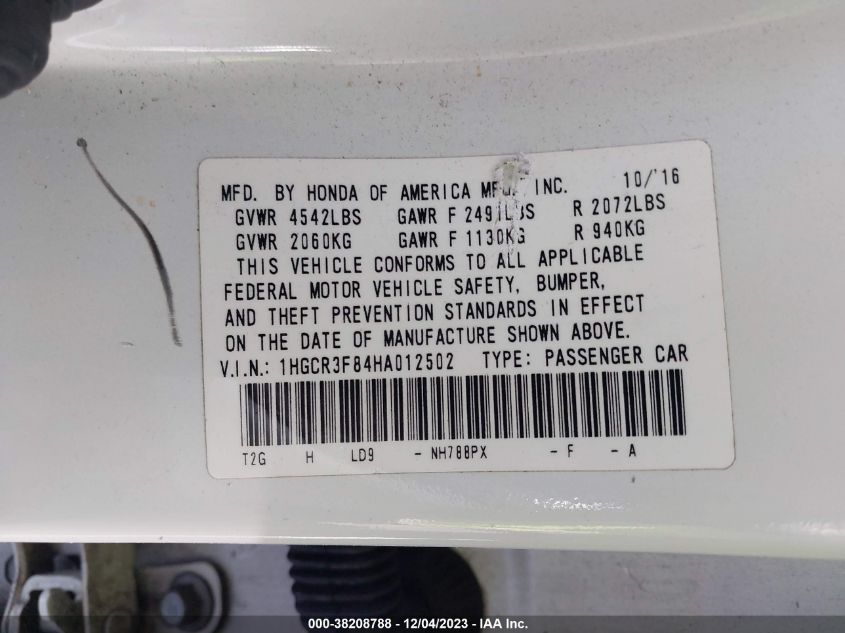 MFD. BY HONDA OF AMERICA MFG. INC. 10/'16
GVWR 4542LBS GAWR F 2491LBS R 2072LBS
GVWR 2060KG GAWR F 1130KG R 940KG
THIS VEHICLE CONFORMS TO ALL APPLICABLE
FEDERAL MOTOR VEHICLE SAFETY, BUMPER,
AND THEFT PREVENTION STANDARDS IN EFFECT
ON THE DATE OF MANUFACTURE SHOWN ABOVE.
V.I.N.: 1HGCR3F84HA012502 TYPE: PASSENGER CAR
T2G H LD9 - NH788PX - F - A
000-38208788 - 12/04/2023 - IAA Inc.